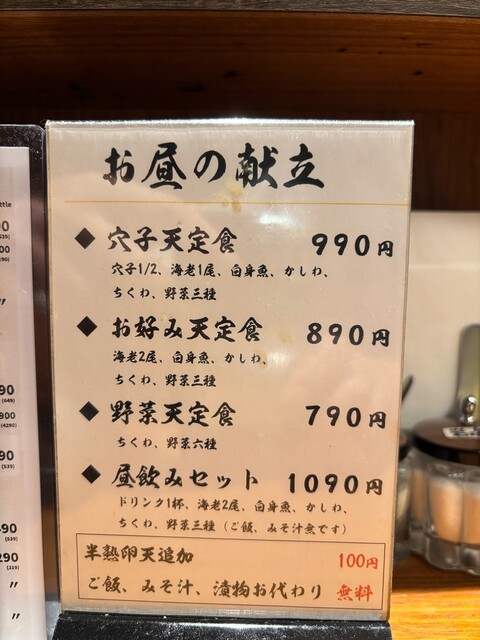 お昼の献立
◆ 穴子天定食 990円
穴子1/2、海老1尾、白身魚、かしわ、
ちくわ、野菜三種
◆ お好み天定食 890円
海老2尾、白身魚、かしわ、
ちくわ、野菜三種
◆ 野菜天定食 790円
ちくわ、野菜六種
◆ 昼飲みセット 1090円
ドリンク1杯、海老2尾、白身魚、かしわ、
ちくわ、野菜三種（ご飯、みそ汁煮です）
半熟卵天追加 100円
ご飯、みそ汁、漬物お代わり 無料